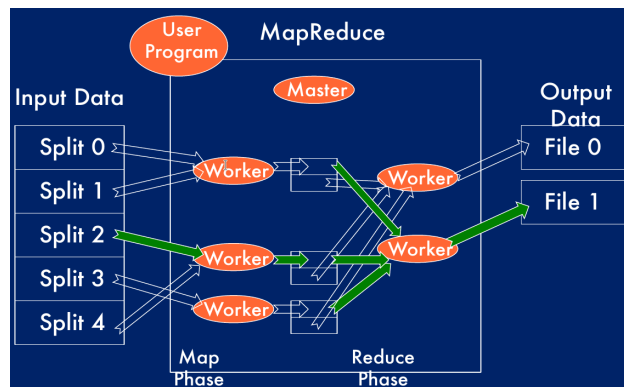 User
Program
MapReduce
Master
Input Data
Output
Data
Split 0
Split 1
Split 2
Split 3
Split 4
Worker
Worker
Worker
Worker
Worker
File 0
File 1
Map
Phase
Reduce
Phase